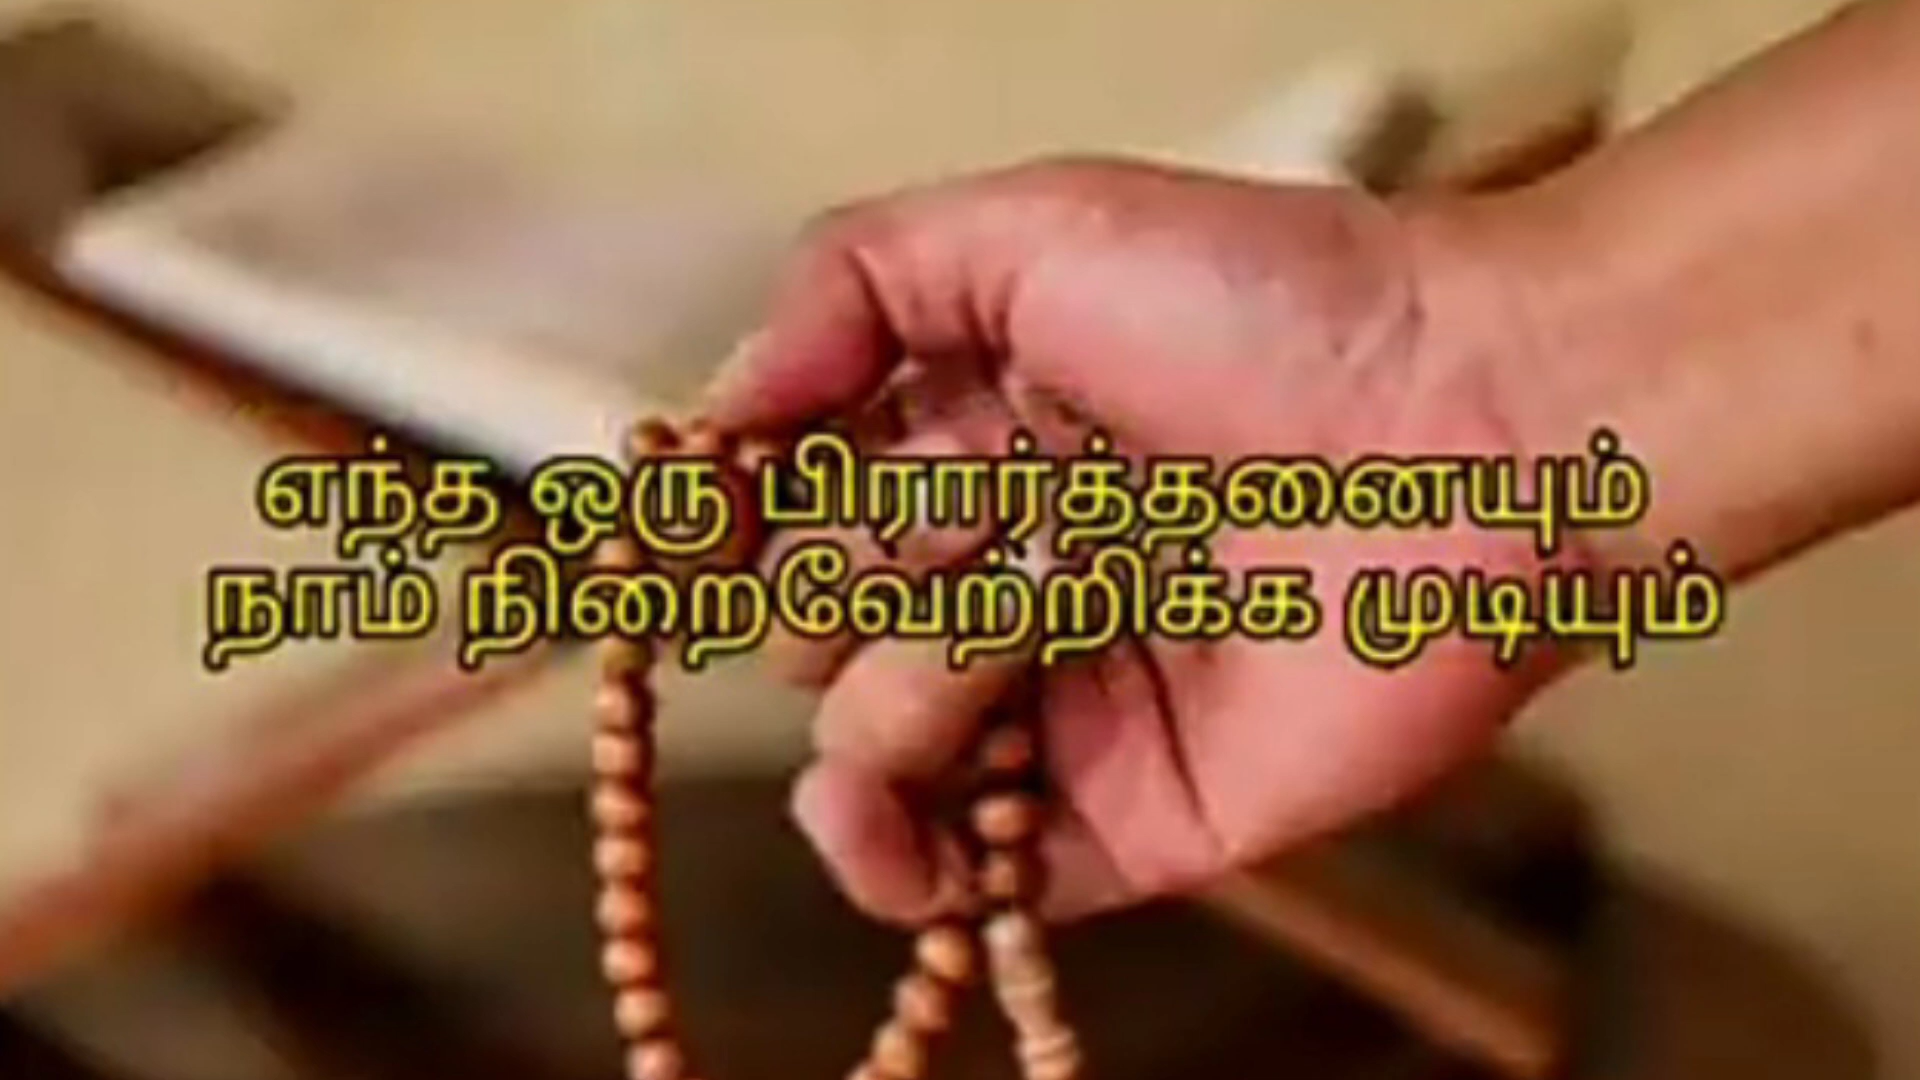 எந்த ஒரு பிரார்த்தனையும்
நாம் நிறைவேற்றிக்க முடியும்